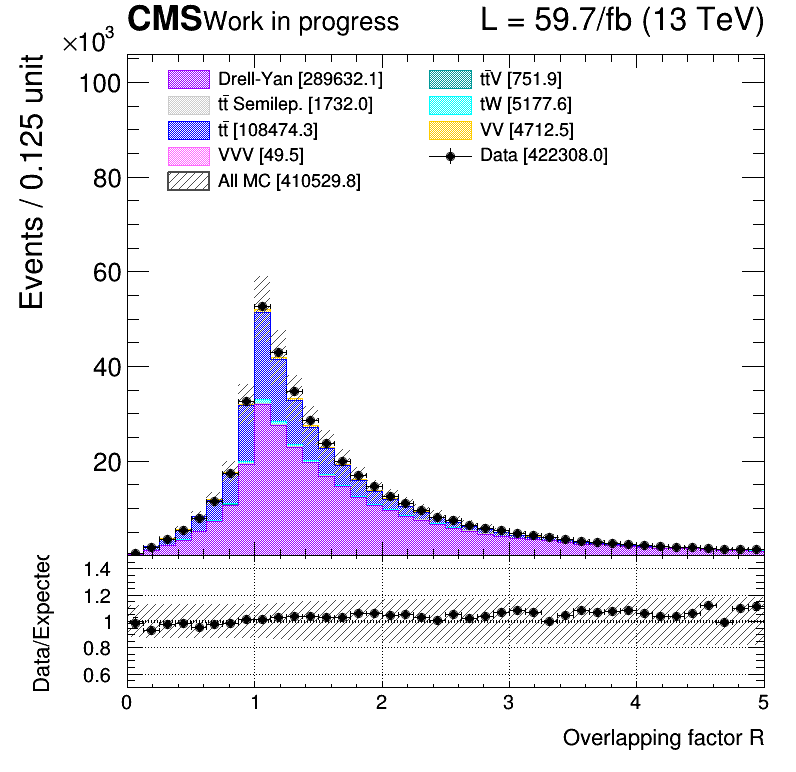 CMS Work in progress L = 59.7/fb (13 TeV)
×10³
Events / 0.125 unit
100
80
60
40
20
Drell-Yan [289632.1]
tt̄ Semilep. [1732.0]
tt̄ [108474.3]
VVV [49.5]
All MC [410529.8]
tt̄V [751.9]
tW [5177.6]
VV [4712.5]
Data [422308.0]
Data/Expected
1.4
1.2
1
0.8
0.6
0 1 2 3 4 5
Overlapping factor R